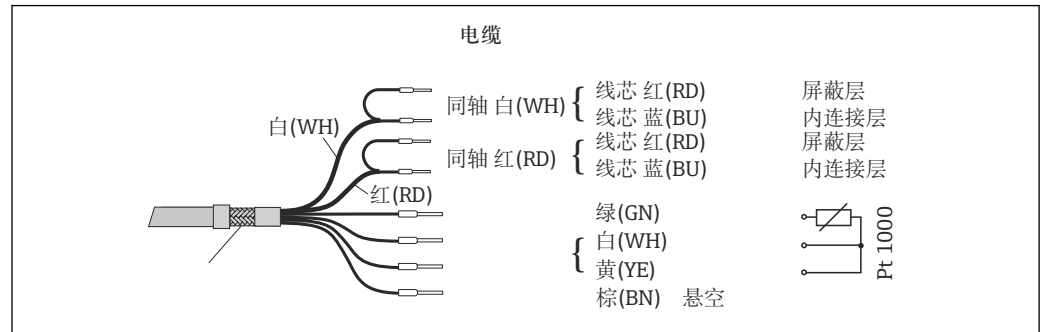 电缆
白(WH)
同轴 白(WH) { 线芯 红(RD) 屏蔽层
线芯 蓝(BU) 内连接层
同轴 红(RD) { 线芯 红(RD) 屏蔽层
线芯 蓝(BU) 内连接层
红(RD)
绿(GN)
{ 白(WH)
黄(YE)
棕(BN) 悬空
Pt 1000